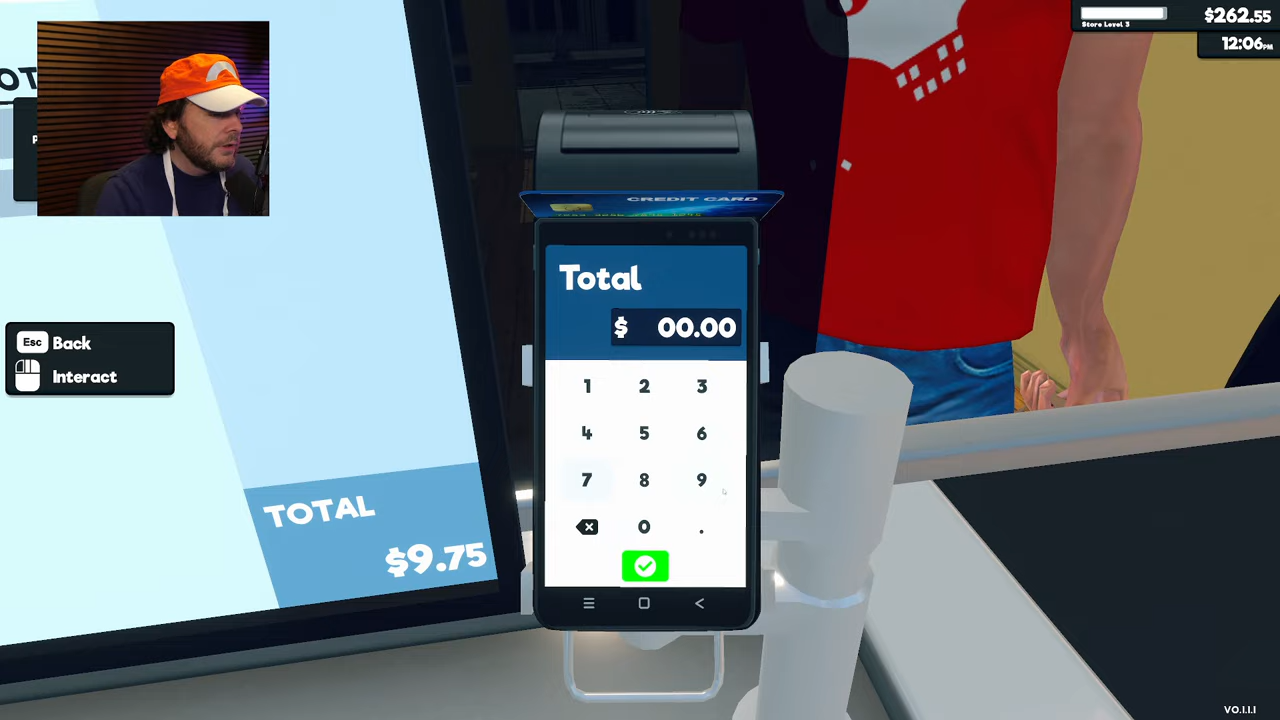 $262.55
Store Level 3
12:06PM
CREDIT CARD
Total
$ 00.00
Esc Back
Interact
1 2 3
4 5 6
7 8 9
0 .
TOTAL
$9.75
V0.1.1.1